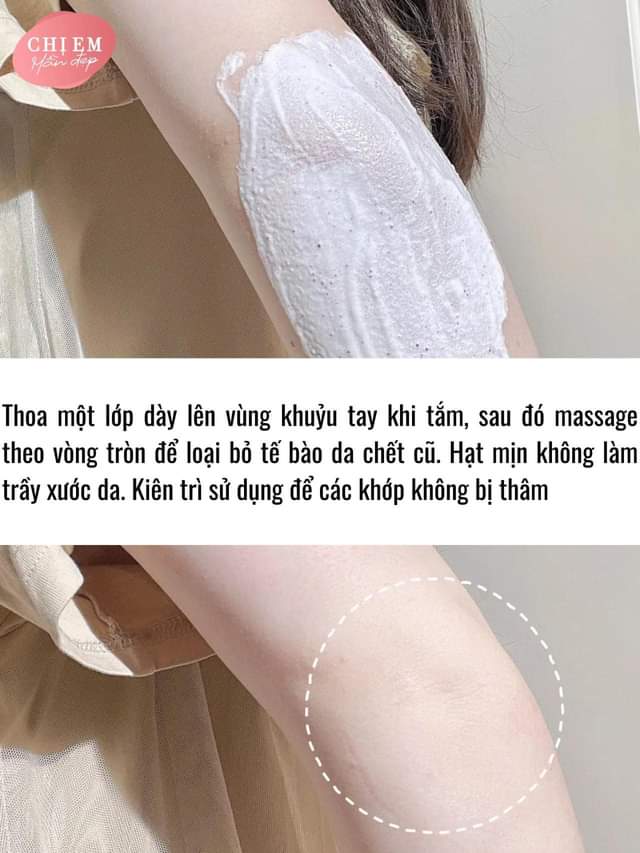 CHỊ EM
Mần đẹp
Thoa một lớp dày lên vùng khuỷu tay khi tắm, sau đó massage
theo vòng tròn để loại bỏ tế bào da chết cũ. Hạt mịn không làm
trầy xước da. Kiên trì sử dụng để các khớp không bị thâm